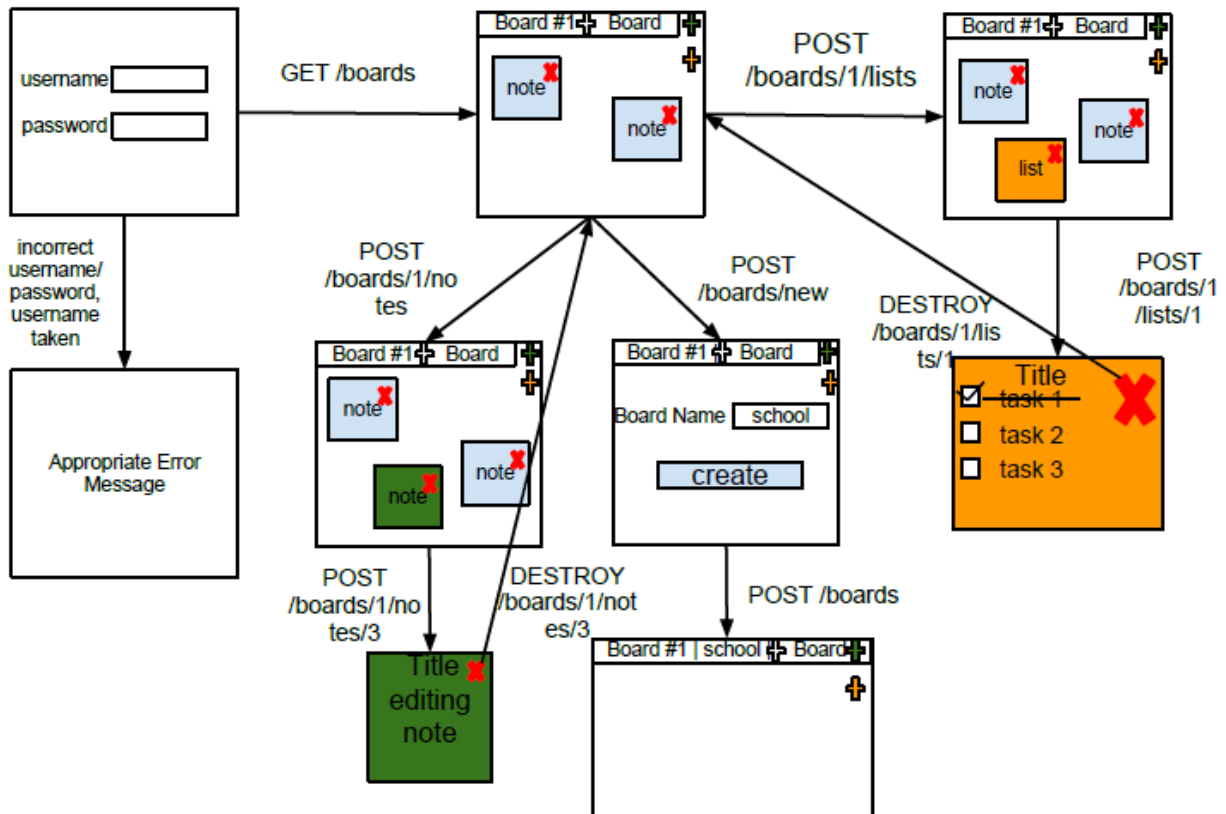 username
password
GET /boards
Board #1 Board
note
note
POST
/boards/1/lists
Board #1 Board
note
note
list
incorrect
username/
password,
username
taken
POST
/boards/1/no
tes
POST
/boards/new
DESTROY
/boards/1/lis
ts/1
POST
/boards/1
/lists/1
Appropriate Error
Message
Board #1 Board
note
note
note
Board #1 Board
Board Name school
create
Title
task 1
task 2
task 3
POST
/boards/1/no
tes/3
DESTROY
/boards/1/not
es/3
POST /boards
Title
editing
note
Board #1 | school | Board